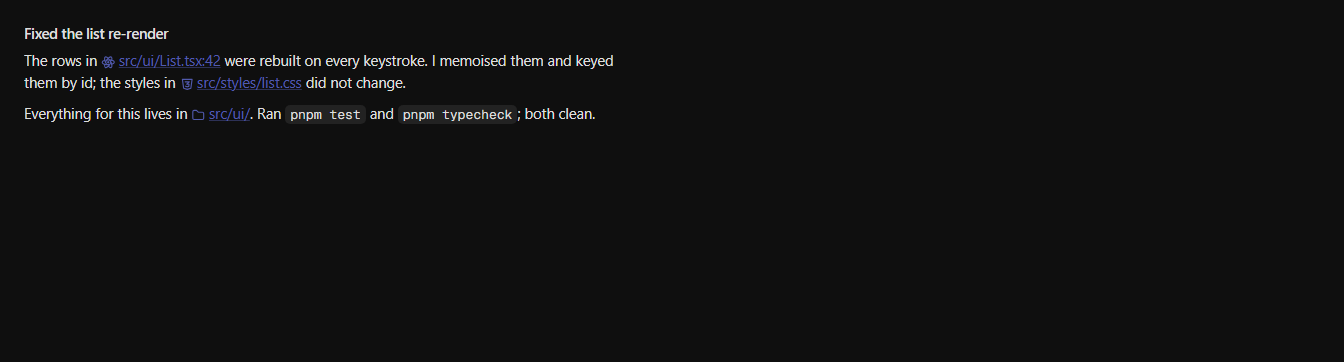 Fixed the list re-render
The rows in src/ui/List.tsx:42 were rebuilt on every keystroke. I memoised them and keyed
them by id; the styles in src/styles/list.css did not change.
Everything for this lives in src/ui/. Ran pnpm test and pnpm typecheck; both clean.